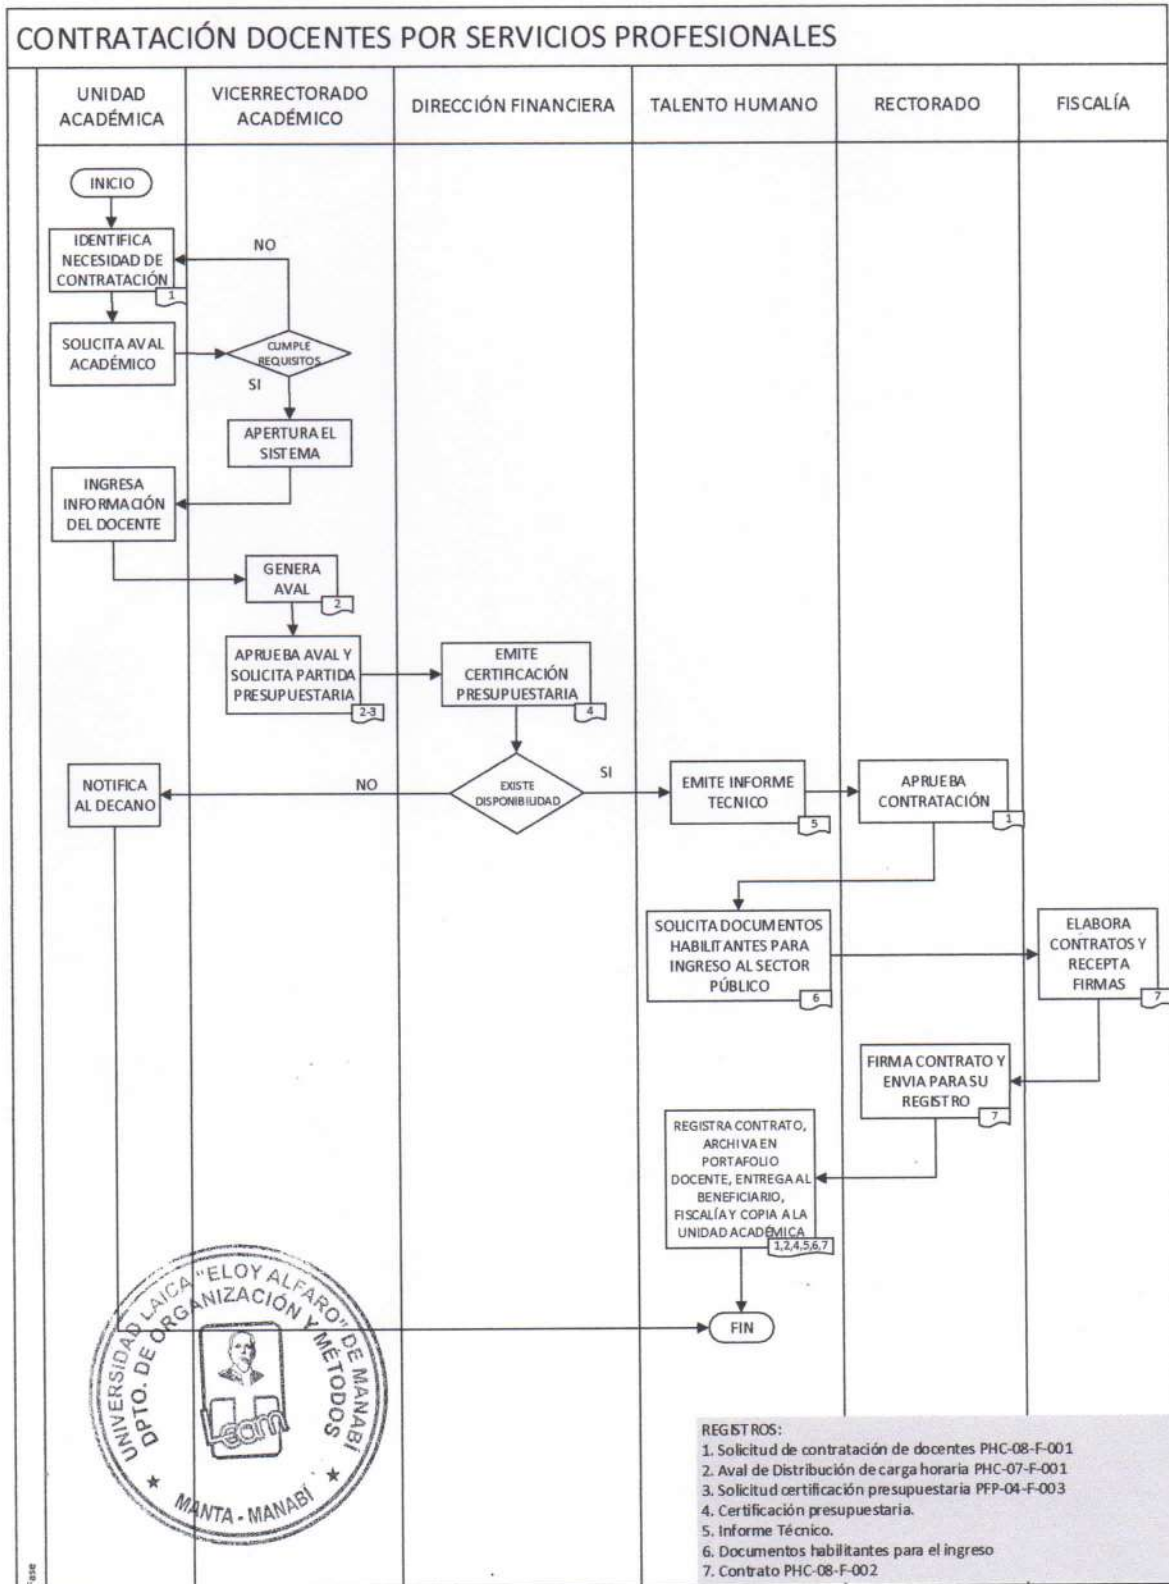 CONTRATACIÓN DOCENTES POR SERVICIOS PROFESIONALES
UNIDAD
ACADÉMICA
VICERRECTORADO
ACADÉMICO
DIRECCIÓN FINANCIERA
TALENTO HUMANO
RECTORADO
FISCALÍA
INICIO
IDENTIFICA
NECESIDAD DE
CONTRATACIÓN
1
NO
SOLICITA AVAL
ACADÉMICO
CUMPLE
REQUISITOS
SI
APERTURA EL
SISTEMA
INGRESA
INFORMACIÓN
DEL DOCENTE
GENERA
AVAL
2
APRUEBA AVAL Y
SOLICITA PARTIDA
PRESUPUESTARIA
2-3
EMITE
CERTIFICACIÓN
PRESUPUESTARIA
4
NOTIFICA
AL DECANO
NO
EXISTE
DISPONIBILIDAD
SI
EMITE INFORME
TECNICO
5
APRUEBA
CONTRATACIÓN
1
SOLICITA DOCUMENTOS
HABILITANTES PARA
INGRESO AL SECTOR
PÚBLICO
6
ELABORA
CONTRATOS Y
RECEPTA
FIRMAS
7
FIRMA CONTRATO Y
ENVIA PARA SU
REGISTRO
7
REGISTRA CONTRATO,
ARCHIVA EN
PORTAFOLIO
DOCENTE, ENTREGA AL
BENEFICIARIO,
FISCALÍA Y COPIA A LA
UNIDAD ACADÉMICA
1,2,4,5,6,7
FIN
UNIVERSIDAD LAICA "ELOY ALFARO" DE MANABÍ
DPTO. DE ORGANIZACIÓN Y MÉTODOS
Uleam
MANTA - MANABÍ
REGISTROS:
1. Solicitud de contratación de docentes PHC-08-F-001
2. Aval de Distribución de carga horaria PHC-07-F-001
3. Solicitud certificación presupuestaria PFP-04-F-003
4. Certificación presupuestaria.
5. Informe Técnico.
6. Documentos habilitantes para el ingreso
7. Contrato PHC-08-F-002
Fase